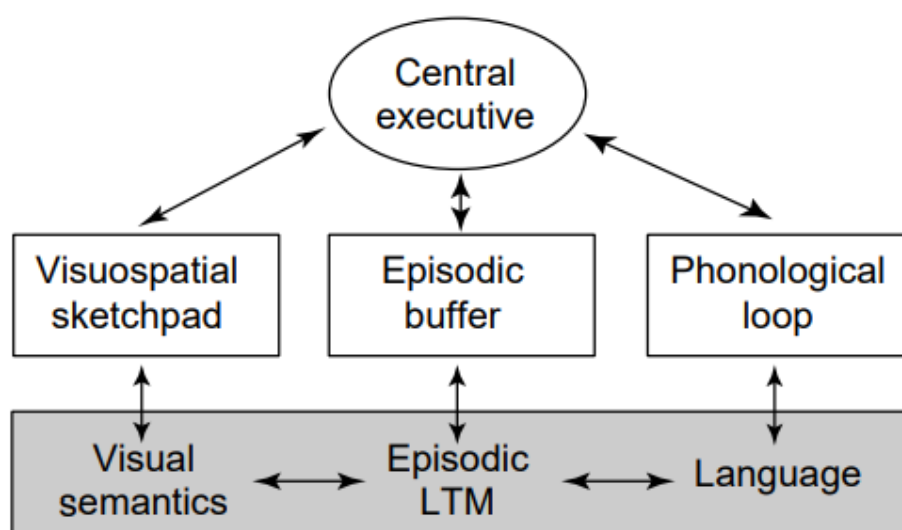 Central
executive
Visuospatial
sketchpad
Episodic
buffer
Phonological
loop
Visual
semantics
Episodic
LTM
Language